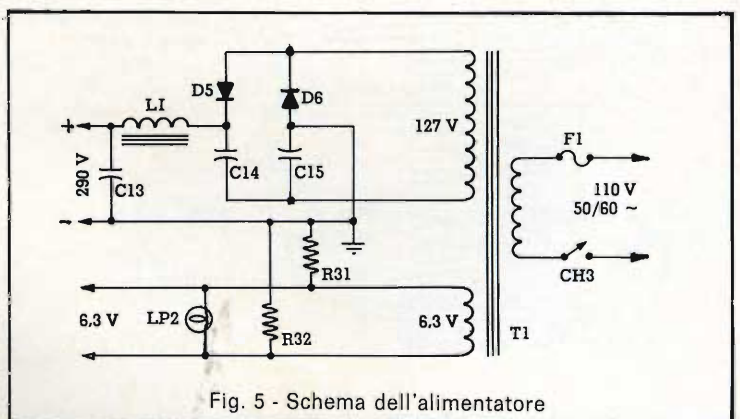 D5
D6
L1
127 V
F1
+
290 V
C13
C14
C15
110 V
50/60 ~
~
CH3
R31
6,3 V
LP2
R32
6,3 V
T1
Fig. 5 - Schema dell'alimentatore